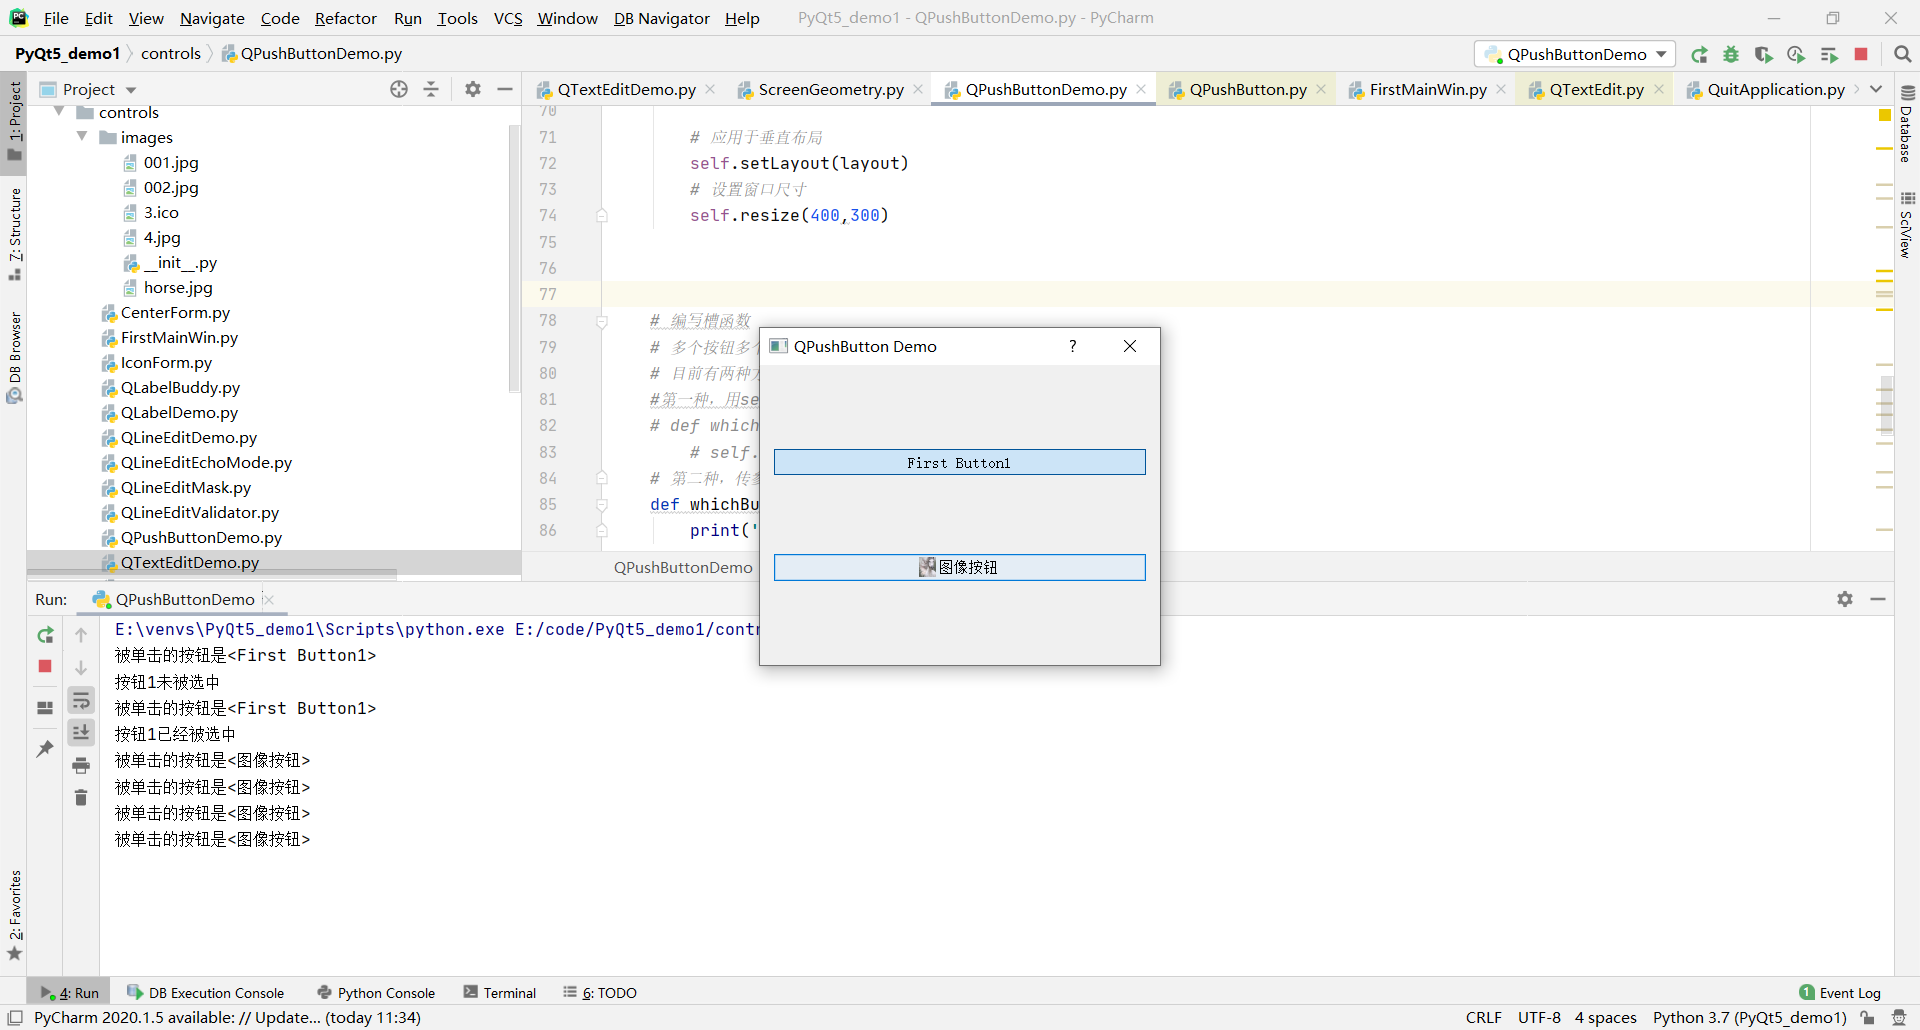 File Edit View Navigate Code Refactor Run Tools VCS Window DB Navigator Help PyQt5_demo1 - QPushButtonDemo.py - PyCharm
PyQt5_demo1 controls QPushButtonDemo.py QPushButtonDemo
Project
QTextEditDemo.py ScreenGeometry.py QPushButtonDemo.py QPushButton.py FirstMainWin.py QTextEdit.py QuitApplication.py
1: Project
7: Structure
DB Browser
2: Favorites
controls
images
001.jpg
002.jpg
3.ico
4.jpg
__init__.py
horse.jpg
CenterForm.py
FirstMainWin.py
IconForm.py
QLabelBuddy.py
QLabelDemo.py
QLineEditDemo.py
QLineEditEchoMode.py
QLineEditMask.py
QLineEditValidator.py
QPushButtonDemo.py
QTextEditDemo.py
70
71 # 应用于垂直布局
72 self.setLayout(layout)
73 # 设置窗口尺寸
74 self.resize(400,300)
75
76
77
78 # 编写槽函数
79 # 多个按钮多
80 # 目前有两种
81 #第一种，用se
82 # def which
83 # self.
84 # 第二种，传
85 def whichBu
86 print('
QPushButtonDemo
Database
SciView
QPushButton Demo ?
First Button1
图像按钮
Run: QPushButtonDemo
E:\venvs\PyQt5_demo1\Scripts\python.exe E:/code/PyQt5_demo1/contr
被单击的按钮是<First Button1>
按钮1未被选中
被单击的按钮是<First Button1>
按钮1已经被选中
被单击的按钮是<图像按钮>
被单击的按钮是<图像按钮>
被单击的按钮是<图像按钮>
被单击的按钮是<图像按钮>
4: Run DB Execution Console Python Console Terminal 6: TODO 1 Event Log
PyCharm 2020.1.5 available: // Update... (today 11:34) CRLF UTF-8 4 spaces Python 3.7 (PyQt5_demo1)